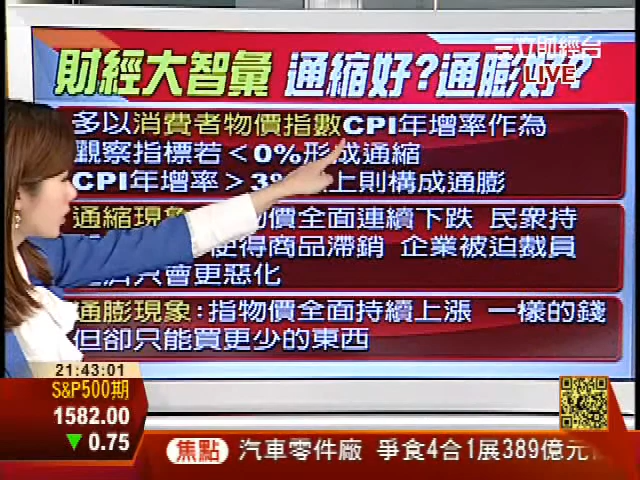 三立財經台
LIVE
財經大智彙 通縮好?通膨好?
多以消費者物價指數CPI年增率作為
觀察指標若<0%形成通縮
CPI年增率>3% 上則構成通膨
通縮現象 物價全面連續下跌 民眾持
使得商品滯銷 企業被迫裁員
只會更惡化
通膨現象:指物價全面持續上漲 一樣的錢
但卻只能買更少的東西
21:43:01
S&P500期
1582.00
▼0.75
焦點 汽車零件廠 爭食4合1展389億元